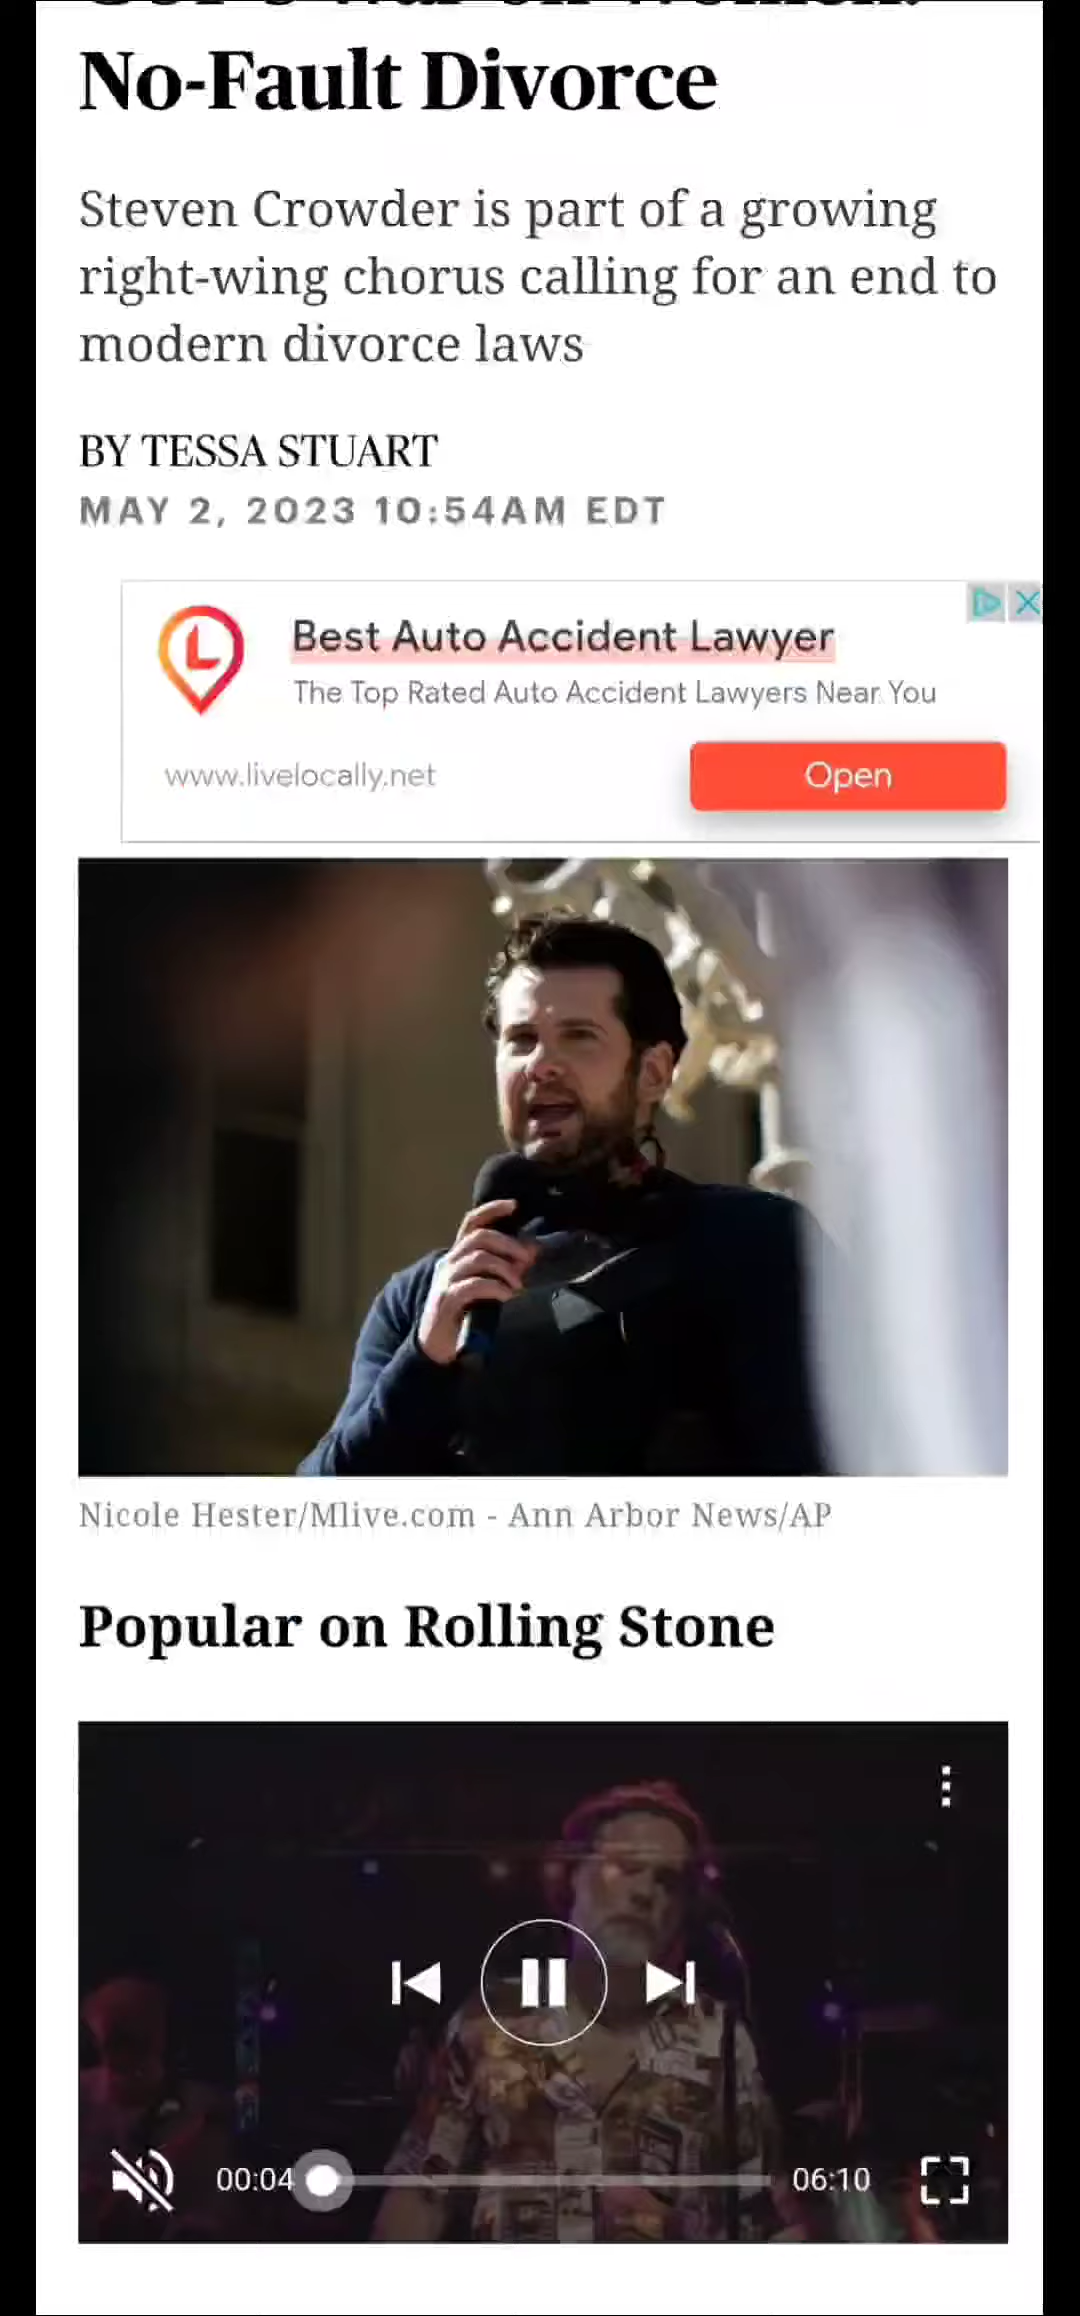 No-Fault Divorce
Steven Crowder is part of a growing
right-wing chorus calling for an end to
modern divorce laws
BY TESSA STUART
MAY 2, 2023 10:54AM EDT
Best Auto Accident Lawyer
The Top Rated Auto Accident Lawyers Near You
www.livelocally.net
Open
Nicole Hester/Mlive.com - Ann Arbor News/AP
Popular on Rolling Stone
00:04
06:10